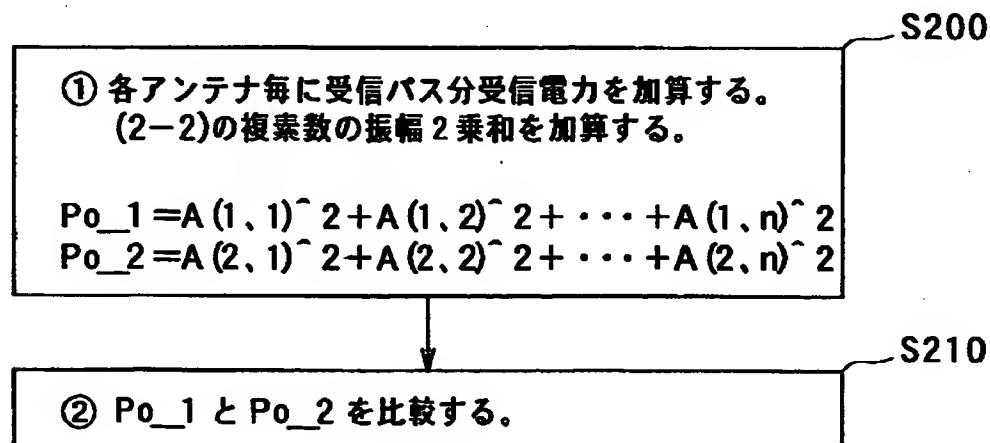 S200
① 各アンテナ毎に受信パス分受信電力を加算する。
(2−2)の複素数の振幅2乗和を加算する。
Po_1=A(1、1)^2+A(1、2)^2+・・・+A(1、n)^2
Po_2=A(2、1)^2+A(2、2)^2+・・・+A(2、n)^2
S210
② Po_1 と Po_2 を比較する。